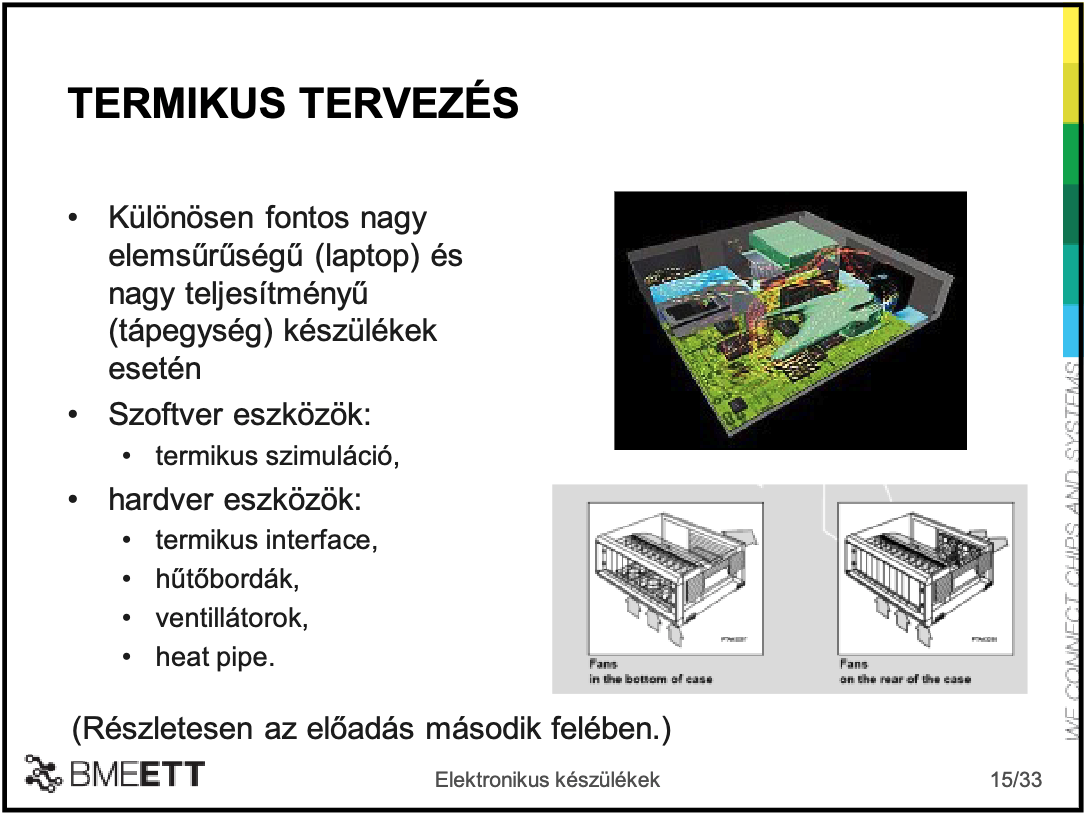 TERMIKUS TERVEZÉS
• Különösen fontos nagy
elemsűrűségű (laptop) és
nagy teljesítményű
(tápegység) készülékek
esetén
• Szoftver eszközök:
• termikus szimuláció,
• hardver eszközök:
• termikus interface,
• hűtőbordák,
• ventillátorok,
• heat pipe.
(Részletesen az előadás második felében.)
Fans
in the bottom of case
Fans
on the rear of the case
WE CONNECT CHIPS AND SYSTEMS
BMEETT
Elektronikus készülékek
15/33